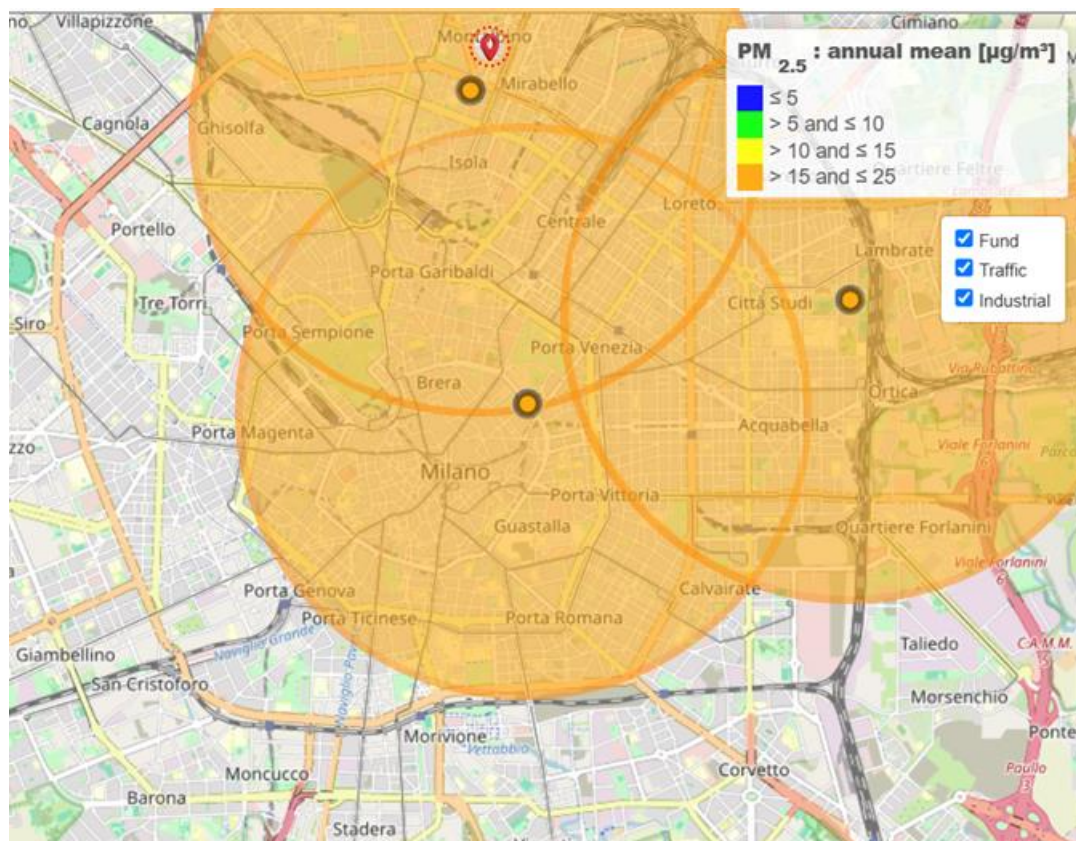 Villapizzone
Cimiano
PM 2.5 : annual mean [µg/m³]
≤ 5
> 5 and ≤ 10
> 10 and ≤ 15
> 15 and ≤ 25
Mirabello
Cagnola
Ghisolfa
Isola
Quartiere Feltre
Loreto
Centrale
Portello
Fund
Traffic
Industrial
Lambrate
Porta Garibaldi
Tre Torri
Città Studi
Siro
Porta Sempione
Porta Venezia
Via Rubattino
Brera
Ortica
Porta Magenta
Acquabella
Viale Forlanini
6
Milano
Porta Vittoria
Guastalla
Quartiere Forlanini
Viale Forlanini
6
Porta Genova
Calvairate
Porta Ticinese
Porta Romana
Naviglio Grande
Taliedo
C.A.M.M.
Giambellino
San Cristoforo
Morsenchio
Morivione
Vettabbia
Ponte
Moncucco
Corvetto
Paullo
Barona
Stadera